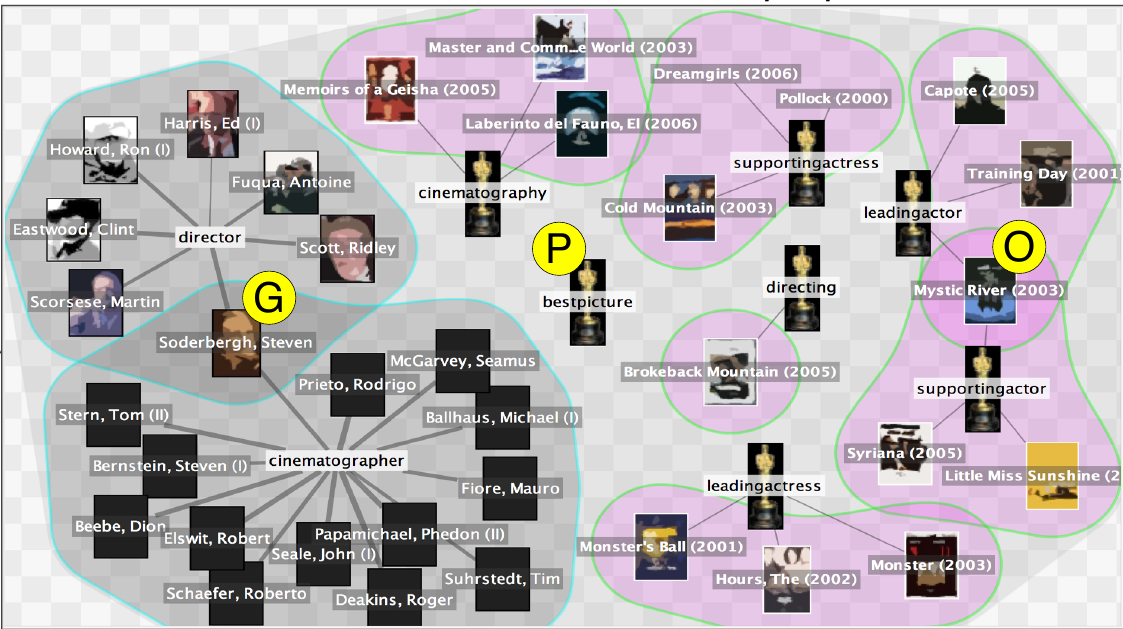 Master and Comm...e World (2003)
Memoirs of a Geisha (2005)
Laberinto del Fauno, El (2006)
cinematography
Dreamgirls (2006)
Pollock (2000)
supportingactress
Cold Mountain (2003)
Capote (2005)
Training Day (2001
leadingactor
O
Mystic River (2003)
Harris, Ed (I)
Howard, Ron (I)
Fuqua, Antoine
Eastwood, Clint
director
Scott, Ridley
Scorsese, Martin
G
Soderbergh, Steven
P
bestpicture
directing
Brokeback Mountain (2005)
supportingactor
Syriana (2005)
Little Miss Sunshine (2
McGarvey, Seamus
Prieto, Rodrigo
Stern, Tom (II)
Ballhaus, Michael (I)
Bernstein, Steven (I)
cinematographer
Fiore, Mauro
Beebe, Dion
Elswit, Robert
Papamichael, Phedon (II)
Seale, John (I)
Suhrstedt, Tim
Schaefer, Roberto
Deakins, Roger
leadingactress
Monster's Ball (2001)
Hours, The (2002)
Monster (2003)